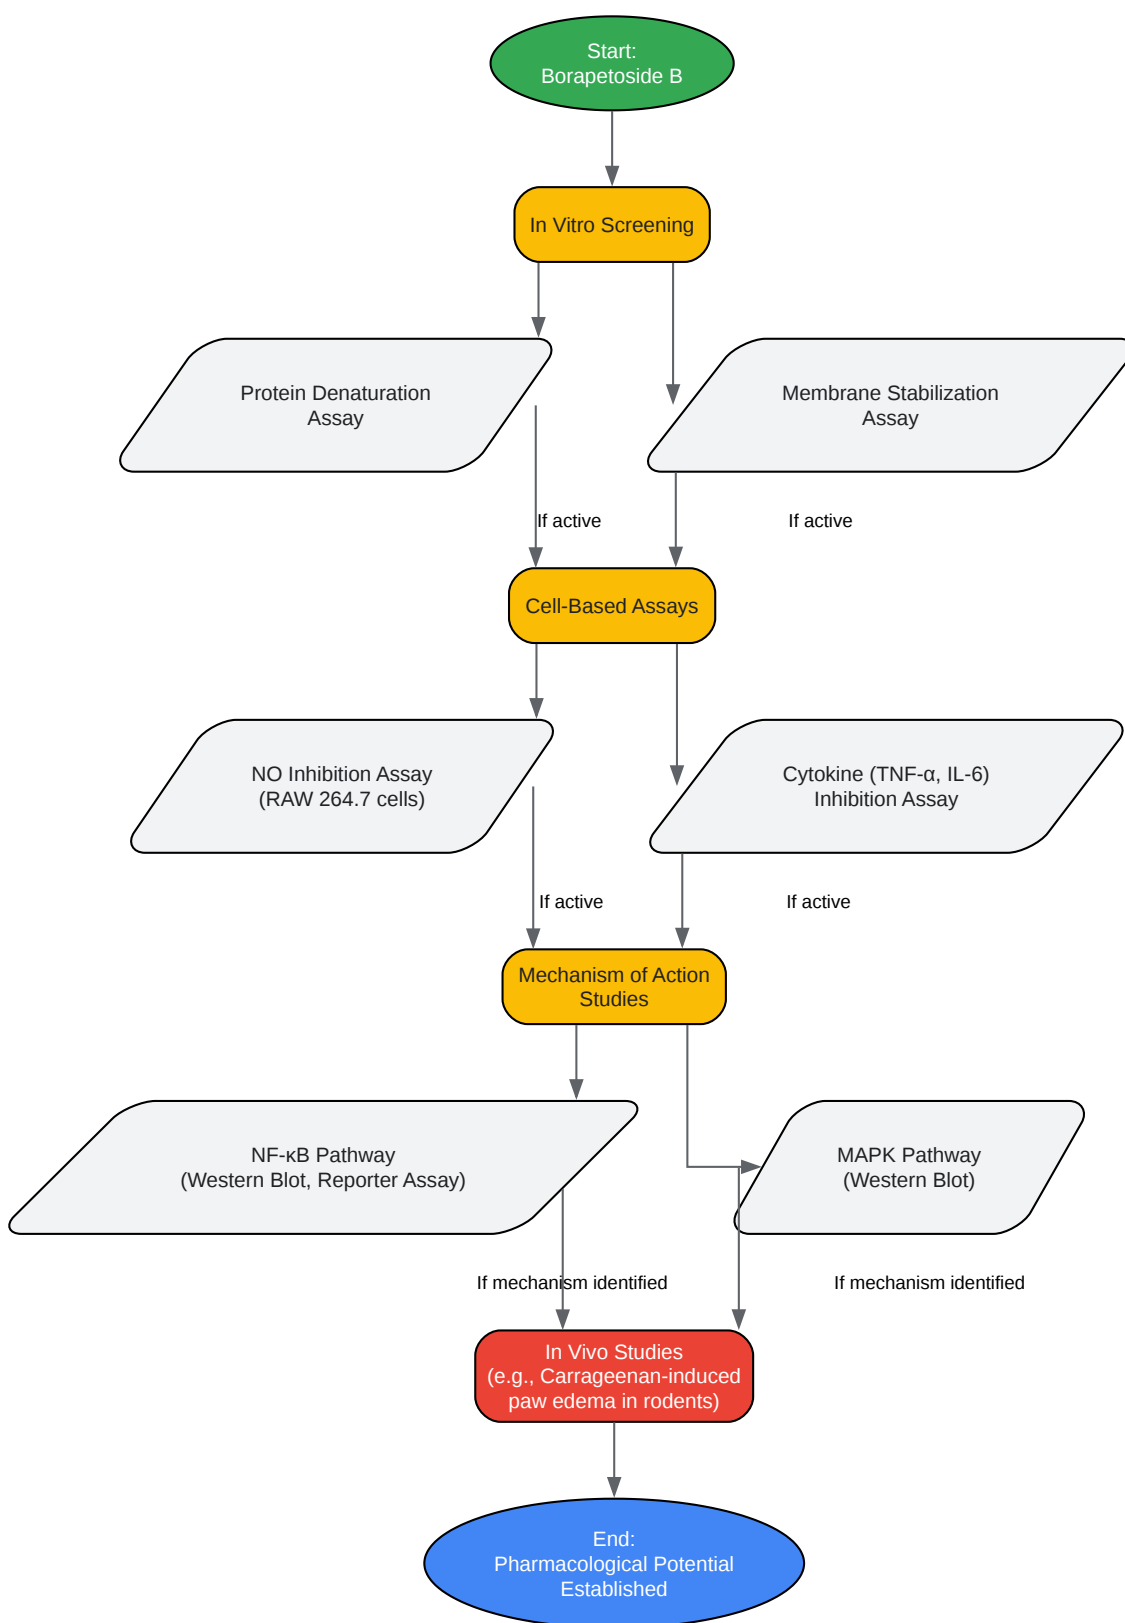 Start:
Borapetoside B
In Vitro Screening
Protein Denaturation
Assay
Membrane Stabilization
Assay
If active
If active
Cell-Based Assays
NO Inhibition Assay
(RAW 264.7 cells)
Cytokine (TNF-α, IL-6)
Inhibition Assay
If active
If active
Mechanism of Action
Studies
NF-κB Pathway
(Western Blot, Reporter Assay)
MAPK Pathway
(Western Blot)
If mechanism identified
If mechanism identified
In Vivo Studies
(e.g., Carrageenan-induced
paw edema in rodents)
End:
Pharmacological Potential
Established